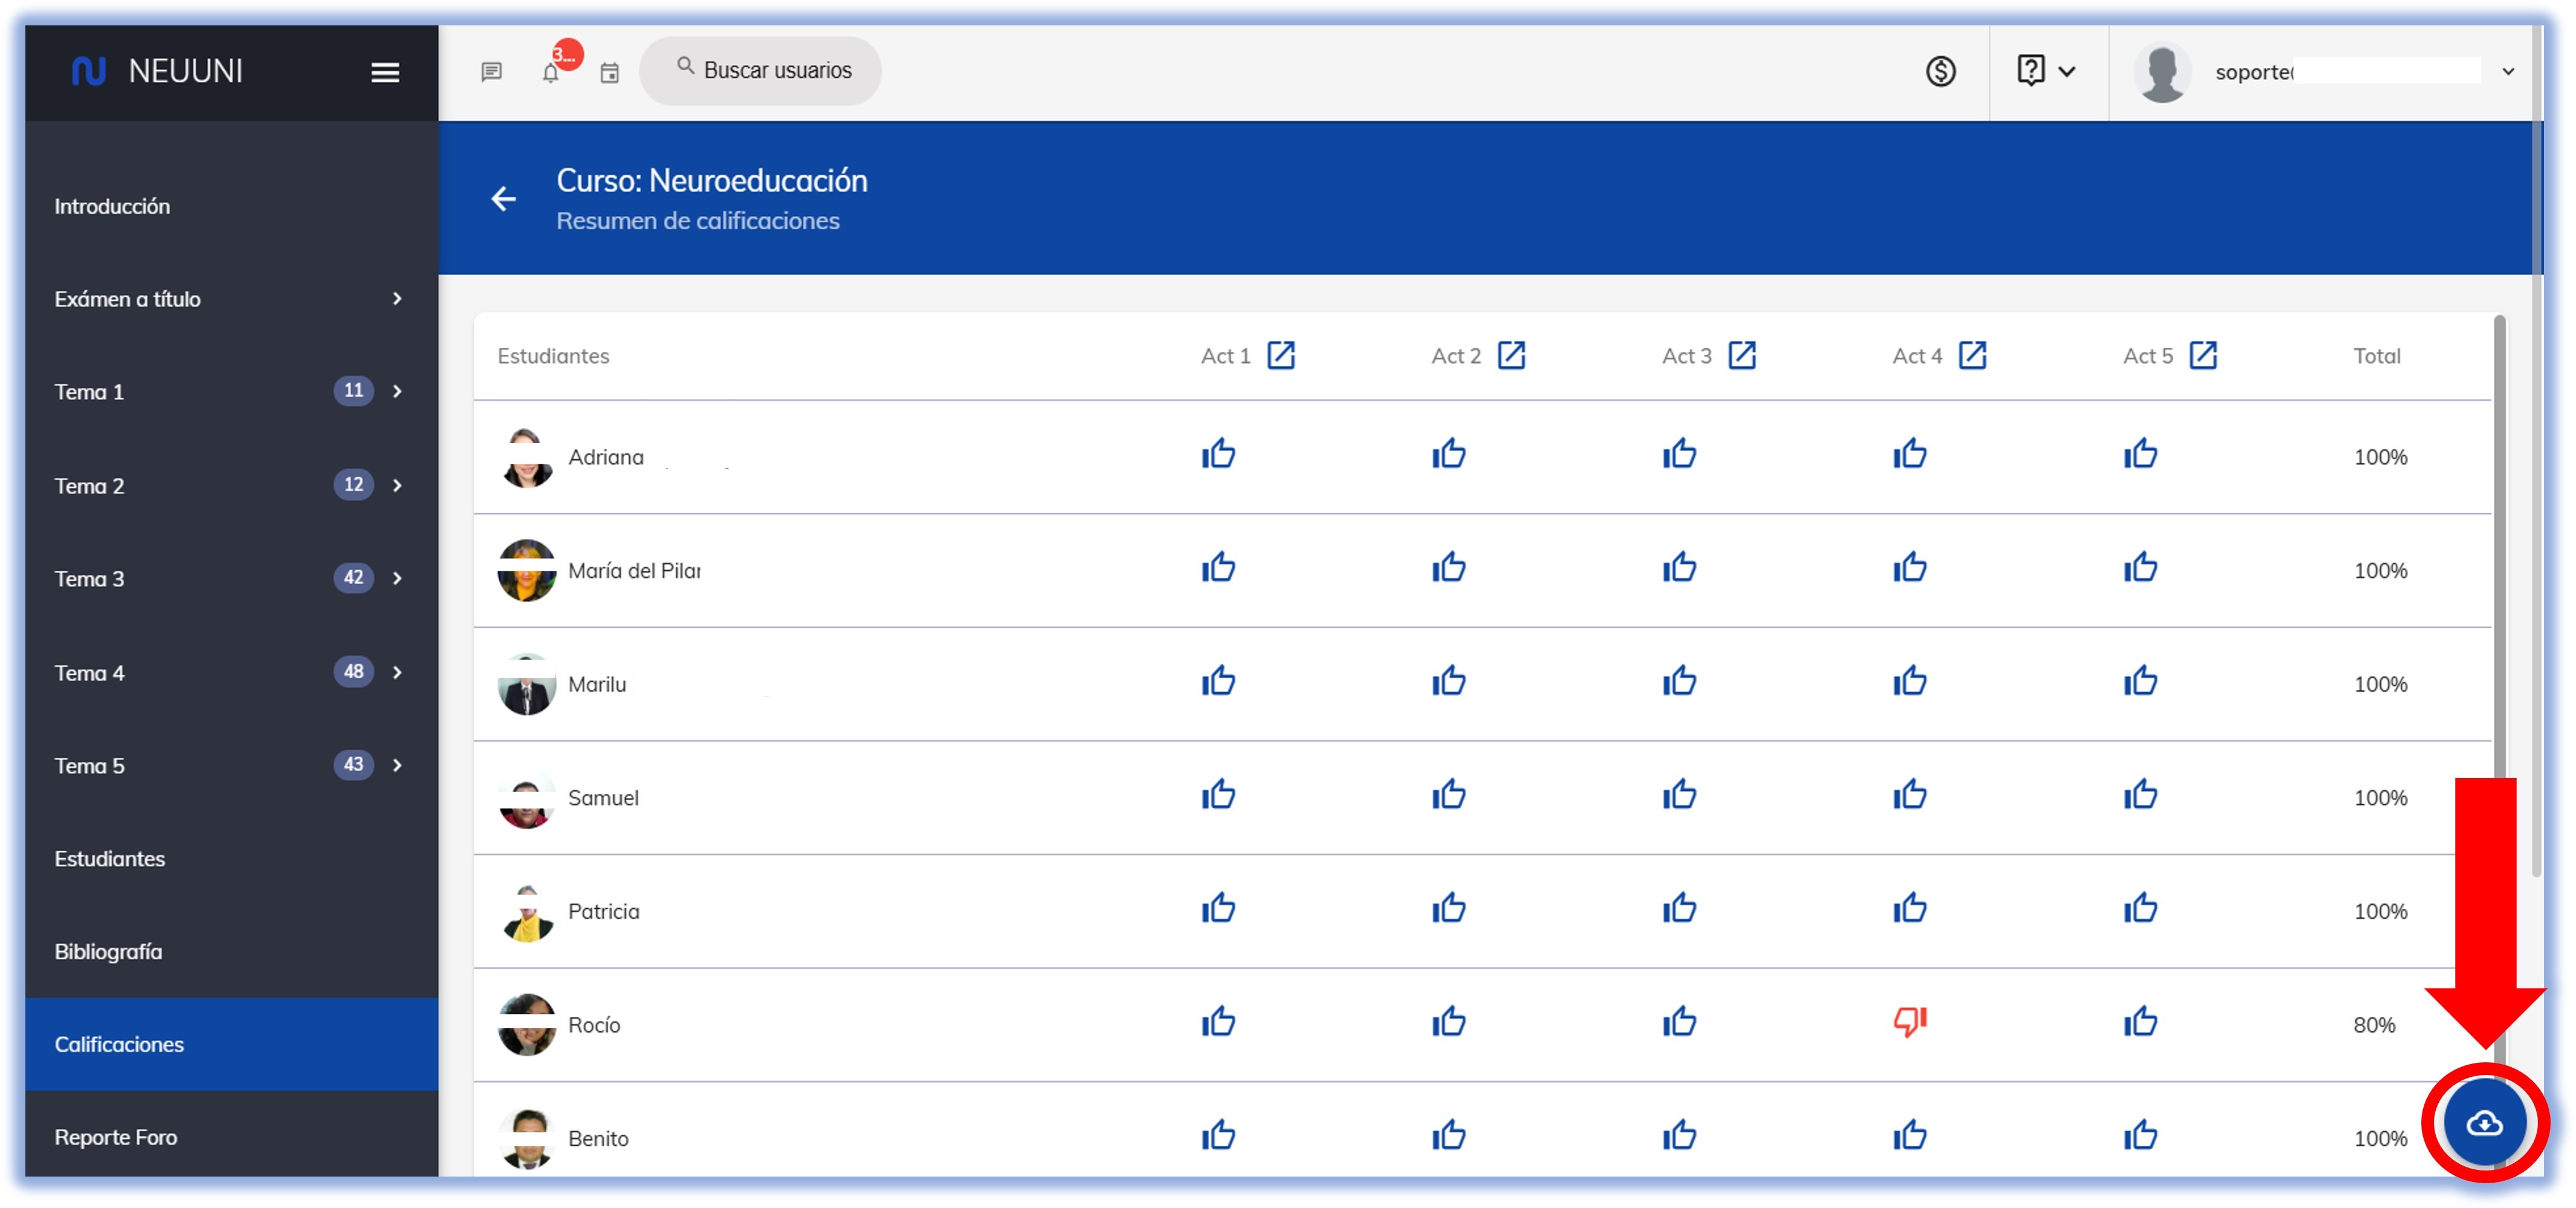 NEUUNI
3...
Buscar usuarios
soporte
Curso: Neuroeducación
Resumen de calificaciones
Introducción
Exámen a título
Tema 1 11
Tema 2 12
Tema 3 42
Tema 4 48
Tema 5 43
Estudiantes
Bibliografía
Calificaciones
Reporte Foro
Estudiantes Act 1 Act 2 Act 3 Act 4 Act 5 Total
Adriana 100%
María del Pilar 100%
Marilu 100%
Samuel 100%
Patricia 100%
Rocío 80%
Benito 100%